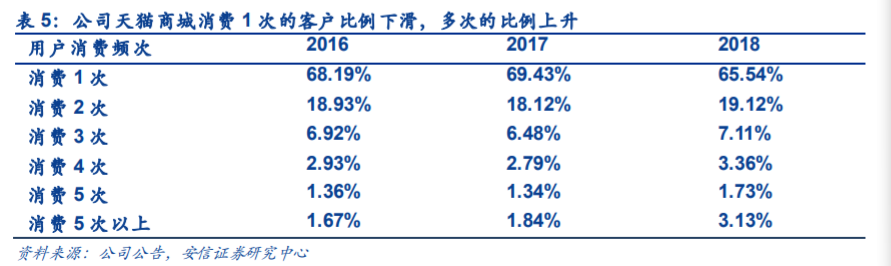 表 5：公司天猫商城消费 1 次的客户比例下滑，多次的比例上升
用户消费频次 2016 2017 2018
消费 1 次 68.19% 69.43% 65.54%
消费 2 次 18.93% 18.12% 19.12%
消费 3 次 6.92% 6.48% 7.11%
消费 4 次 2.93% 2.79% 3.36%
消费 5 次 1.36% 1.34% 1.73%
消费 5 次以上 1.67% 1.84% 3.13%
资料来源：公司公告，安信证券研究中心